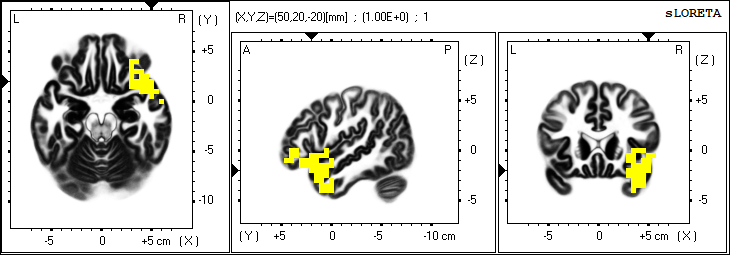 L R (Y) (X,Y,Z)=(50,20,-20)[mm] ; (1.00E+0) ; 1 sLORETA
A P (Z) L R (Z)
+5 +5 +5
0 0 0
-5 -5 -5
-10
-5 0 +5 cm (X) (Y) +5 0 -5 -10 cm -5 0 +5 cm (X)